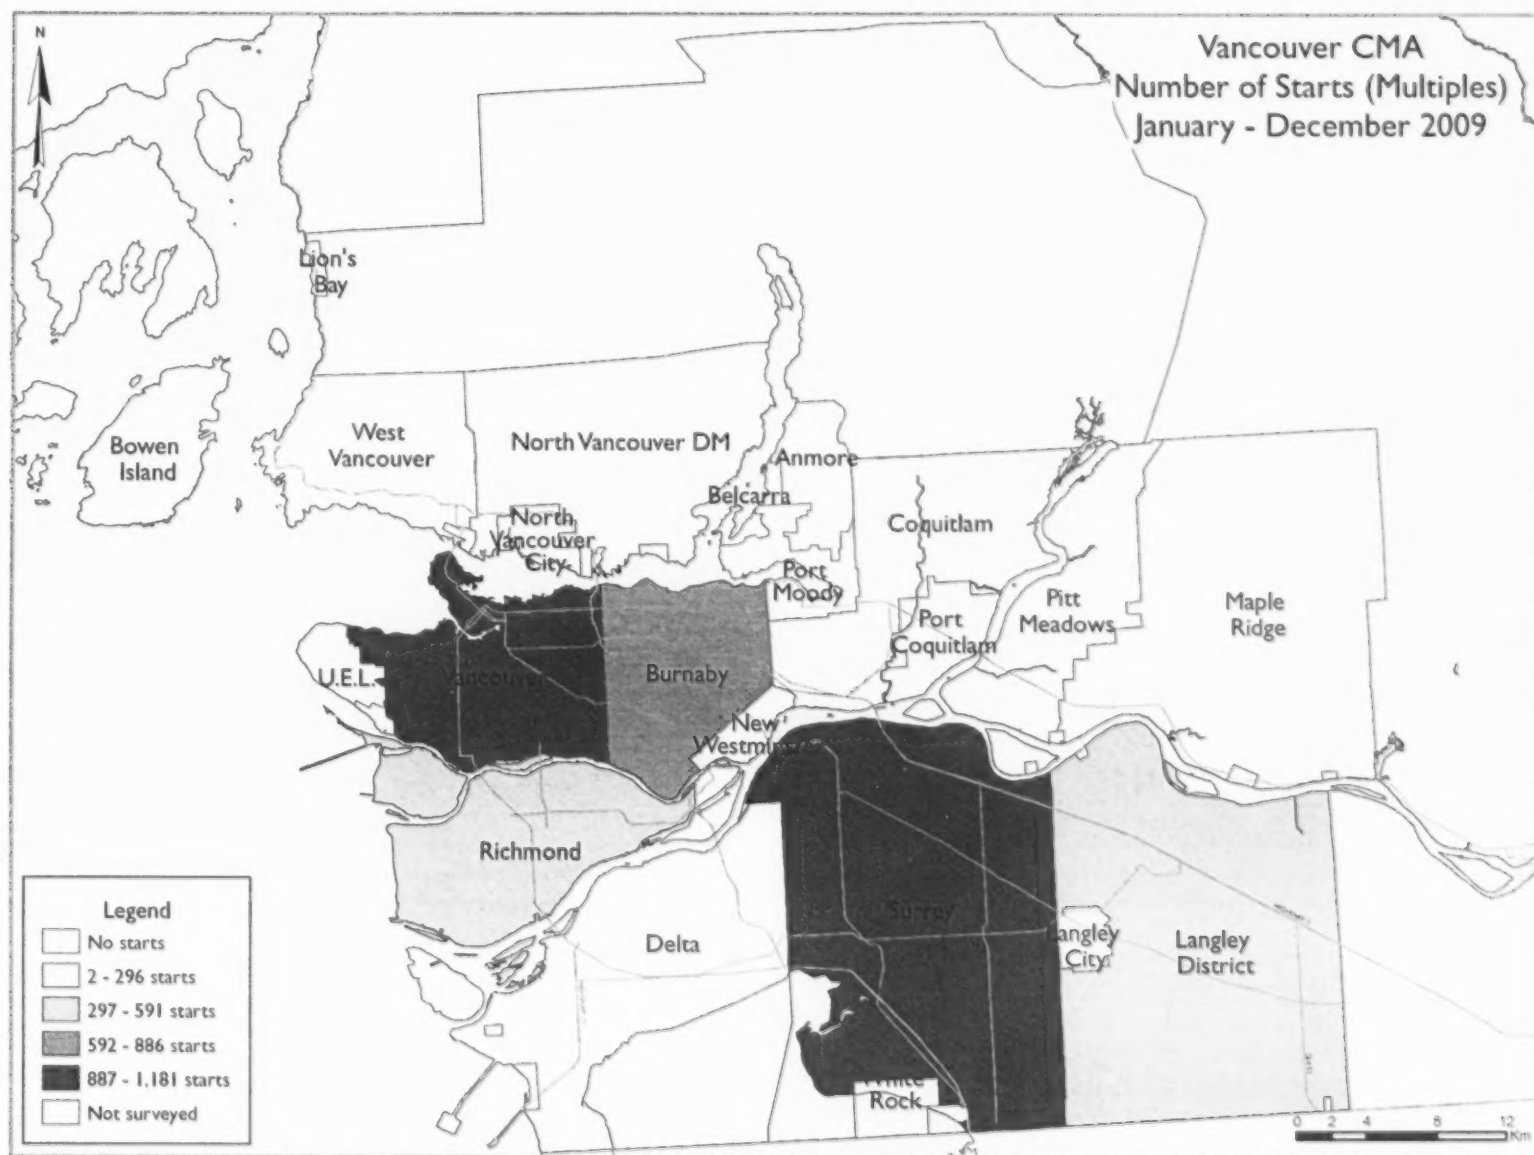 N
Vancouver CMA
Number of Starts (Multiples)
January - December 2009
Lion's
Bay
West
Vancouver
North Vancouver DM
Bowen
Island
Anmore
Belcarra
North
Vancouver
City
Coquitlam
Port
Moody
Port
Coquitlam
Pitt
Meadows
Maple
Ridge
U.E.L.
Vancouver
Burnaby
New
Westminster
Richmond
Surrey
Delta
Langley
City
Langley
District
White
Rock
Legend
No starts
2 - 296 starts
297 - 591 starts
592 - 886 starts
887 - 1,181 starts
Not surveyed
0 2 4 8 12
Km